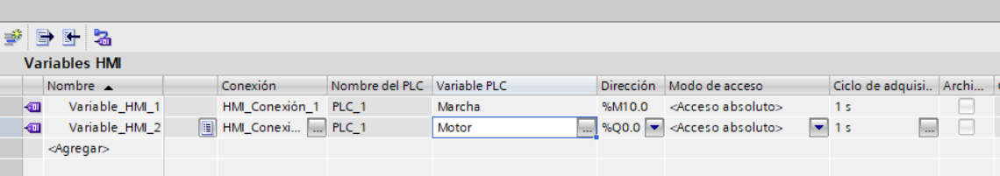 Variables HMI
Nombre Conexión Nombre del PLC Variable PLC Dirección Modo de acceso Ciclo de adquisi.. Archi...
Variable_HMI_1 HMI_Conexión_1 PLC_1 Marcha %M10.0 <Acceso absoluto> 1 s
Variable_HMI_2 HMI_Conexi... ... PLC_1 Motor ... %Q0.0 <Acceso absoluto> 1 s ...
<Agregar>